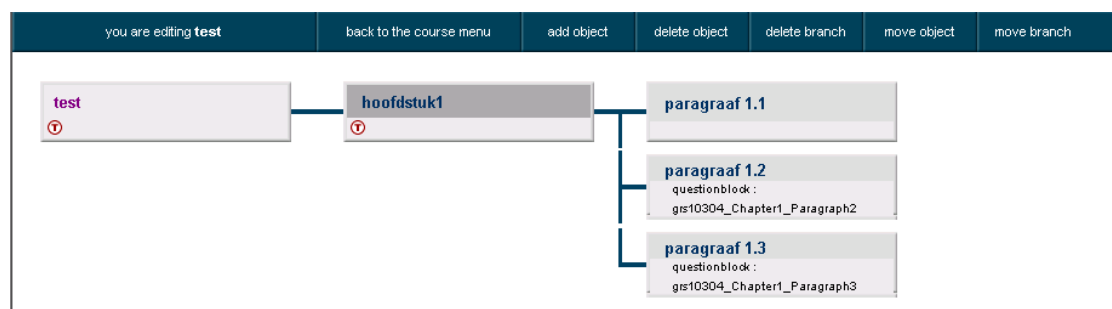 you are editing test
back to the course menu
add object
delete object
delete branch
move object
move branch
test
T
hoofdstuk1
T
paragraaf 1.1
paragraaf 1.2
questionblock :
grs10304_Chapter1_Paragraph2
paragraaf 1.3
questionblock :
grs10304_Chapter1_Paragraph3